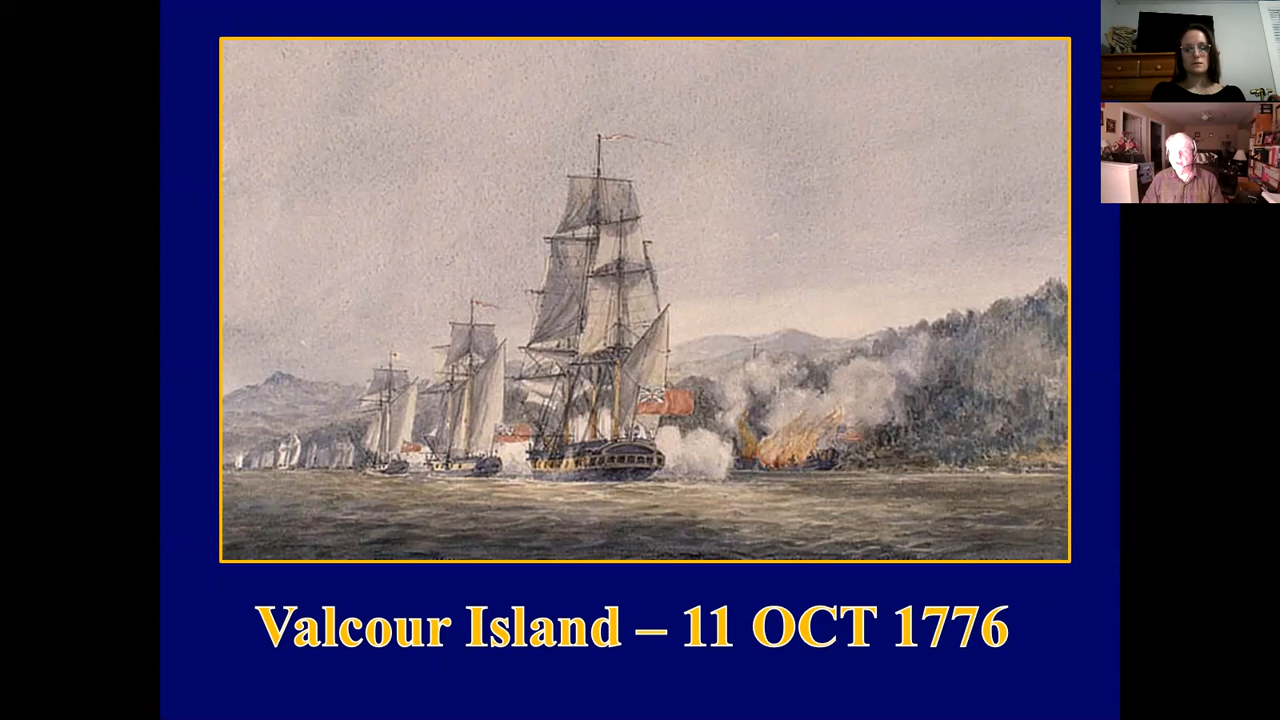 Valcour Island – 11 OCT 1776